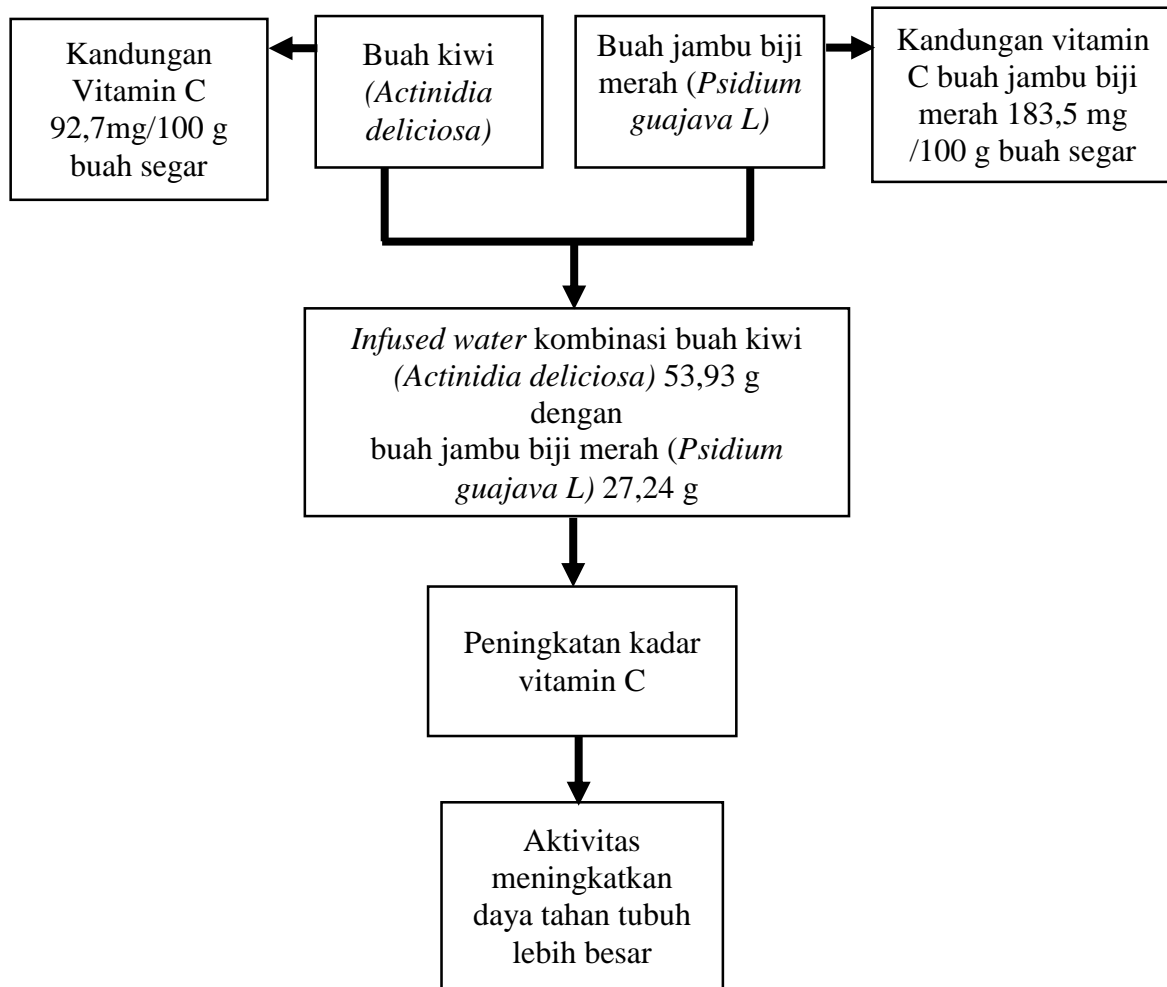 Kandungan
Vitamin C
92,7mg/100 g
buah segar
Buah kiwi
(Actinidia
deliciosa)
Buah jambu biji
merah (Psidium
guajava L)
Kandungan vitamin
C buah jambu biji
merah 183,5 mg
/100 g buah segar
Infused water kombinasi buah kiwi
(Actinidia deliciosa) 53,93 g
dengan
buah jambu biji merah (Psidium
guajava L) 27,24 g
Peningkatan kadar
vitamin C
Aktivitas
meningkatkan
daya tahan tubuh
lebih besar